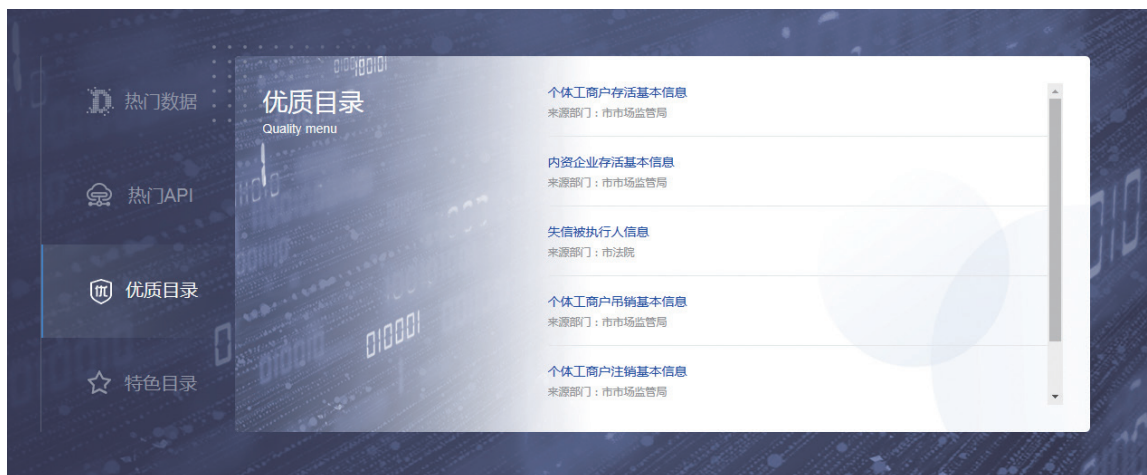 热门数据
热门API
优质目录
特色目录
优质目录
Quality menu
个体工商户存活基本信息
来源部门：市市场监管局
内资企业存活基本信息
来源部门：市市场监管局
失信被执行人信息
来源部门：市法院
个体工商户吊销基本信息
来源部门：市市场监管局
个体工商户注销基本信息
来源部门：市市场监管局
010001